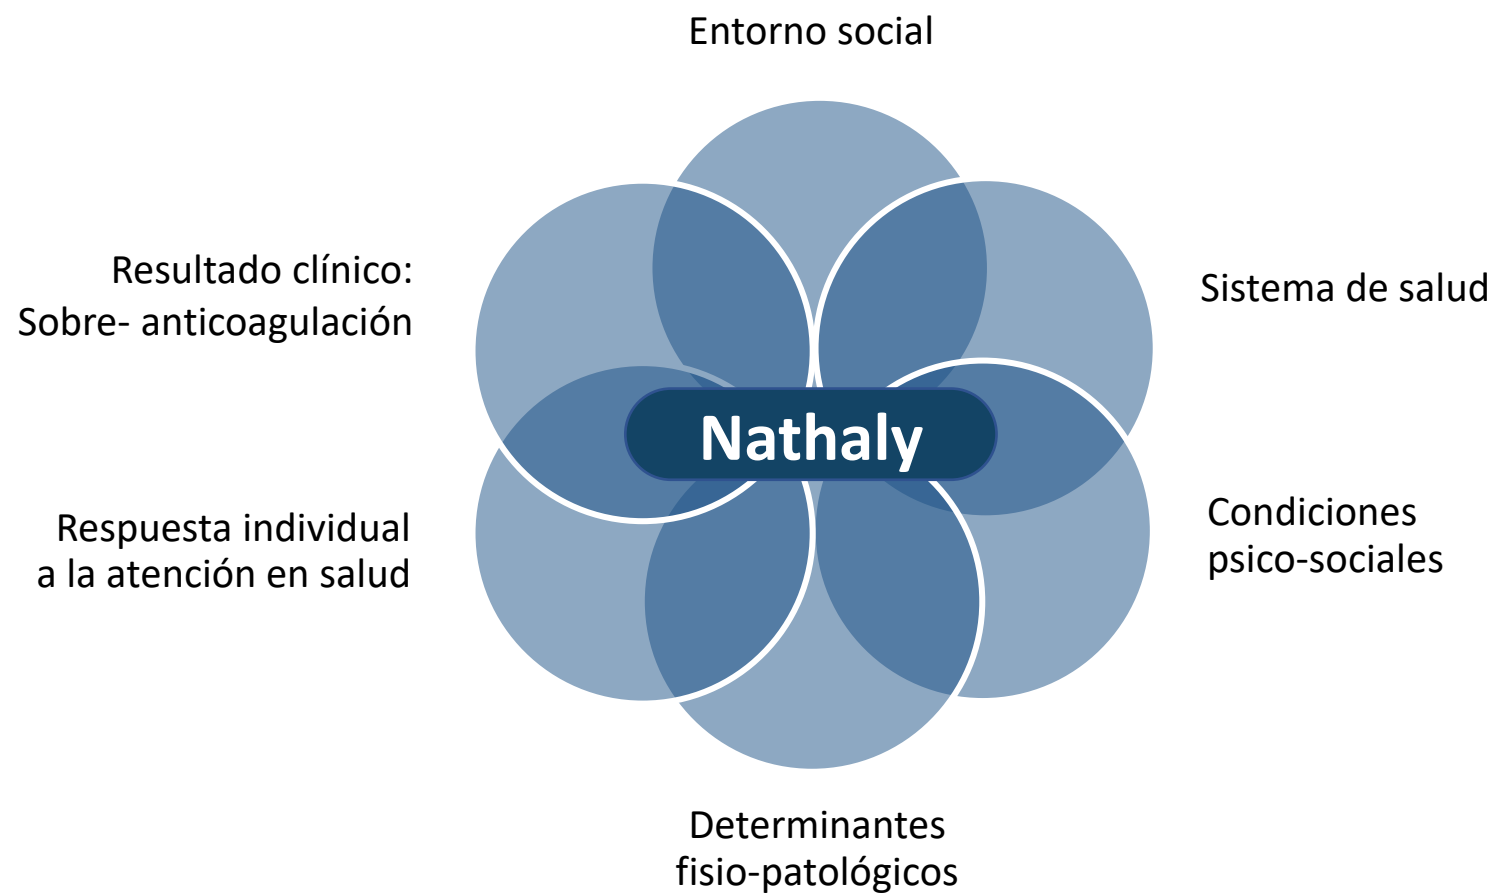 Entorno social
Resultado clínico:
Sobre- anticoagulación
Sistema de salud
Nathaly
Respuesta individual
a la atención en salud
Condiciones
psico-sociales
Determinantes
fisio-patológicos